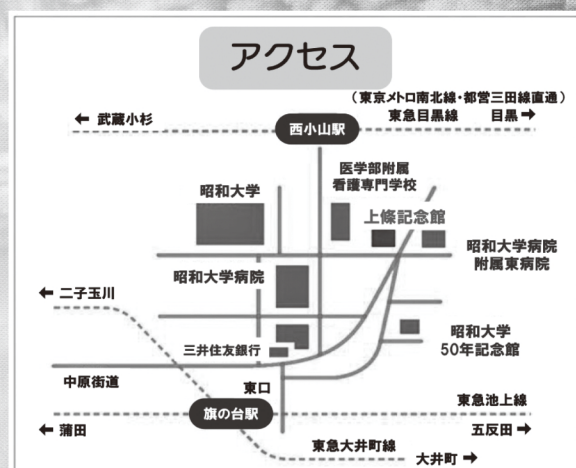 アクセス
（東京メトロ南北線・都営三田線直通）
← 武蔵小杉
西小山駅
東急目黒線
目黒 →
医学部附属
看護専門学校
昭和大学
上條記念館
昭和大学病院
附属東病院
昭和大学病院
← 二子玉川
昭和大学
50年記念館
三井住友銀行
中原街道
東口
東急池上線
旗の台駅
← 蒲田
五反田 →
東急大井町線
大井町 →